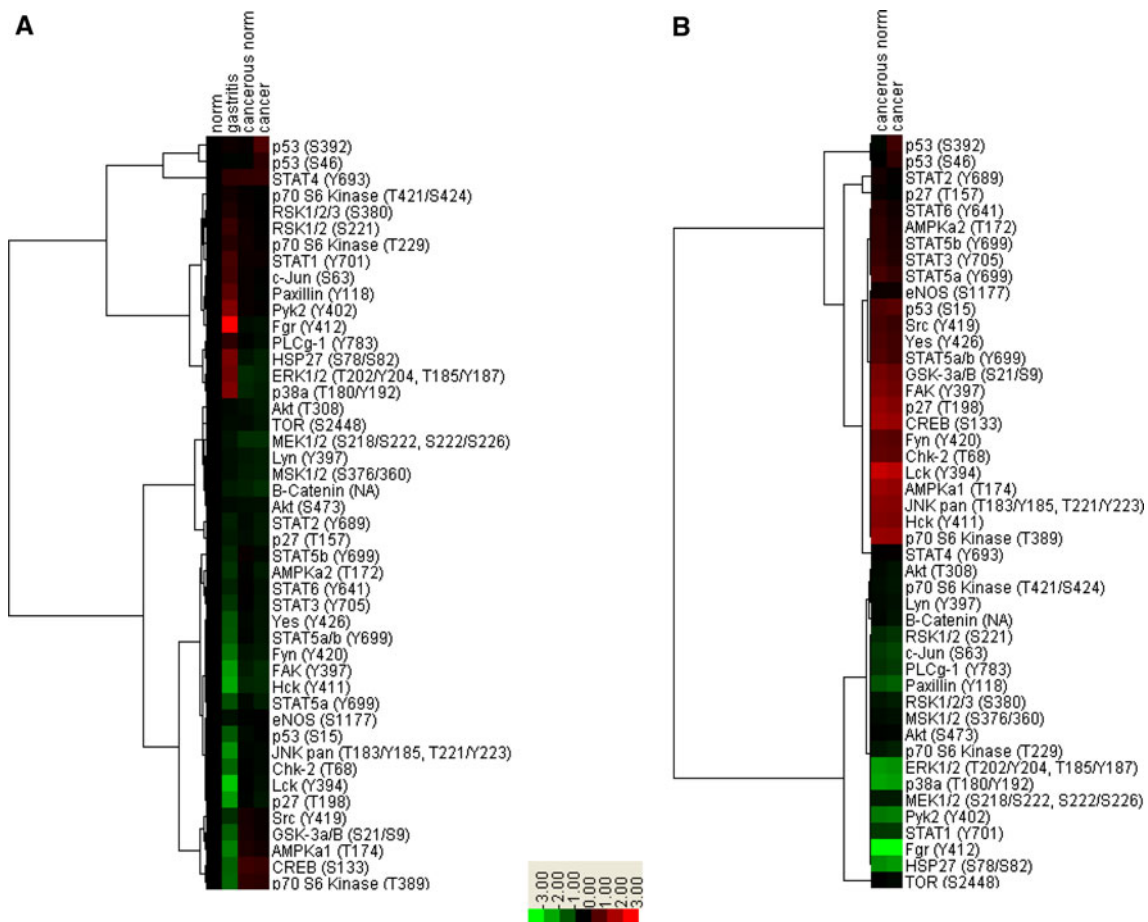 A
norm
gastritis
cancerous norm
cancer
p53 (S392)
p53 (S46)
STAT4 (Y693)
p70 S6 Kinase (T421/S424)
RSK1/2/3 (S380)
RSK1/2 (S221)
p70 S6 Kinase (T229)
STAT1 (Y701)
c-Jun (S63)
Paxillin (Y118)
Pyk2 (Y402)
Fgr (Y412)
PLCg-1 (Y783)
HSP27 (S78/S82)
ERK1/2 (T202/Y204, T185/Y187)
p38a (T180/Y192)
Akt (T308)
TOR (S2448)
MEK1/2 (S218/S222, S222/S226)
Lyn (Y397)
MSK1/2 (S376/360)
B-Catenin (NA)
Akt (S473)
STAT2 (Y689)
p27 (T157)
STAT5b (Y699)
AMPKa2 (T172)
STAT6 (Y641)
STAT3 (Y705)
Yes (Y426)
STAT5a/b (Y699)
Fyn (Y420)
FAK (Y397)
Hck (Y411)
STAT5a (Y699)
eNOS (S1177)
p53 (S15)
JNK pan (T183/Y185, T221/Y223)
Chk-2 (T68)
Lck (Y394)
p27 (T198)
Src (Y419)
GSK-3a/B (S21/S9)
AMPKa1 (T174)
CREB (S133)
p70 S6 Kinase (T389)
B
cancerous norm
cancer
p53 (S392)
p53 (S46)
STAT2 (Y689)
p27 (T157)
STAT6 (Y641)
AMPKa2 (T172)
STAT5b (Y699)
STAT3 (Y705)
STAT5a (Y699)
eNOS (S1177)
p53 (S15)
Src (Y419)
Yes (Y426)
STAT5a/b (Y699)
GSK-3a/B (S21/S9)
FAK (Y397)
p27 (T198)
CREB (S133)
Fyn (Y420)
Chk-2 (T68)
Lck (Y394)
AMPKa1 (T174)
JNK pan (T183/Y185, T221/Y223)
Hck (Y411)
p70 S6 Kinase (T389)
STAT4 (Y693)
Akt (T308)
p70 S6 Kinase (T421/S424)
Lyn (Y397)
B-Catenin (NA)
RSK1/2 (S221)
c-Jun (S63)
PLCg-1 (Y783)
Paxillin (Y118)
RSK1/2/3 (S380)
MSK1/2 (S376/360)
Akt (S473)
p70 S6 Kinase (T229)
ERK1/2 (T202/Y204, T185/Y187)
p38a (T180/Y192)
MEK1/2 (S218/S222, S222/S226)
Pyk2 (Y402)
STAT1 (Y701)
Fgr (Y412)
HSP27 (S78/S82)
TOR (S2448)
-3.00
-2.00
-1.00
0.00
1.00
2.00
3.00